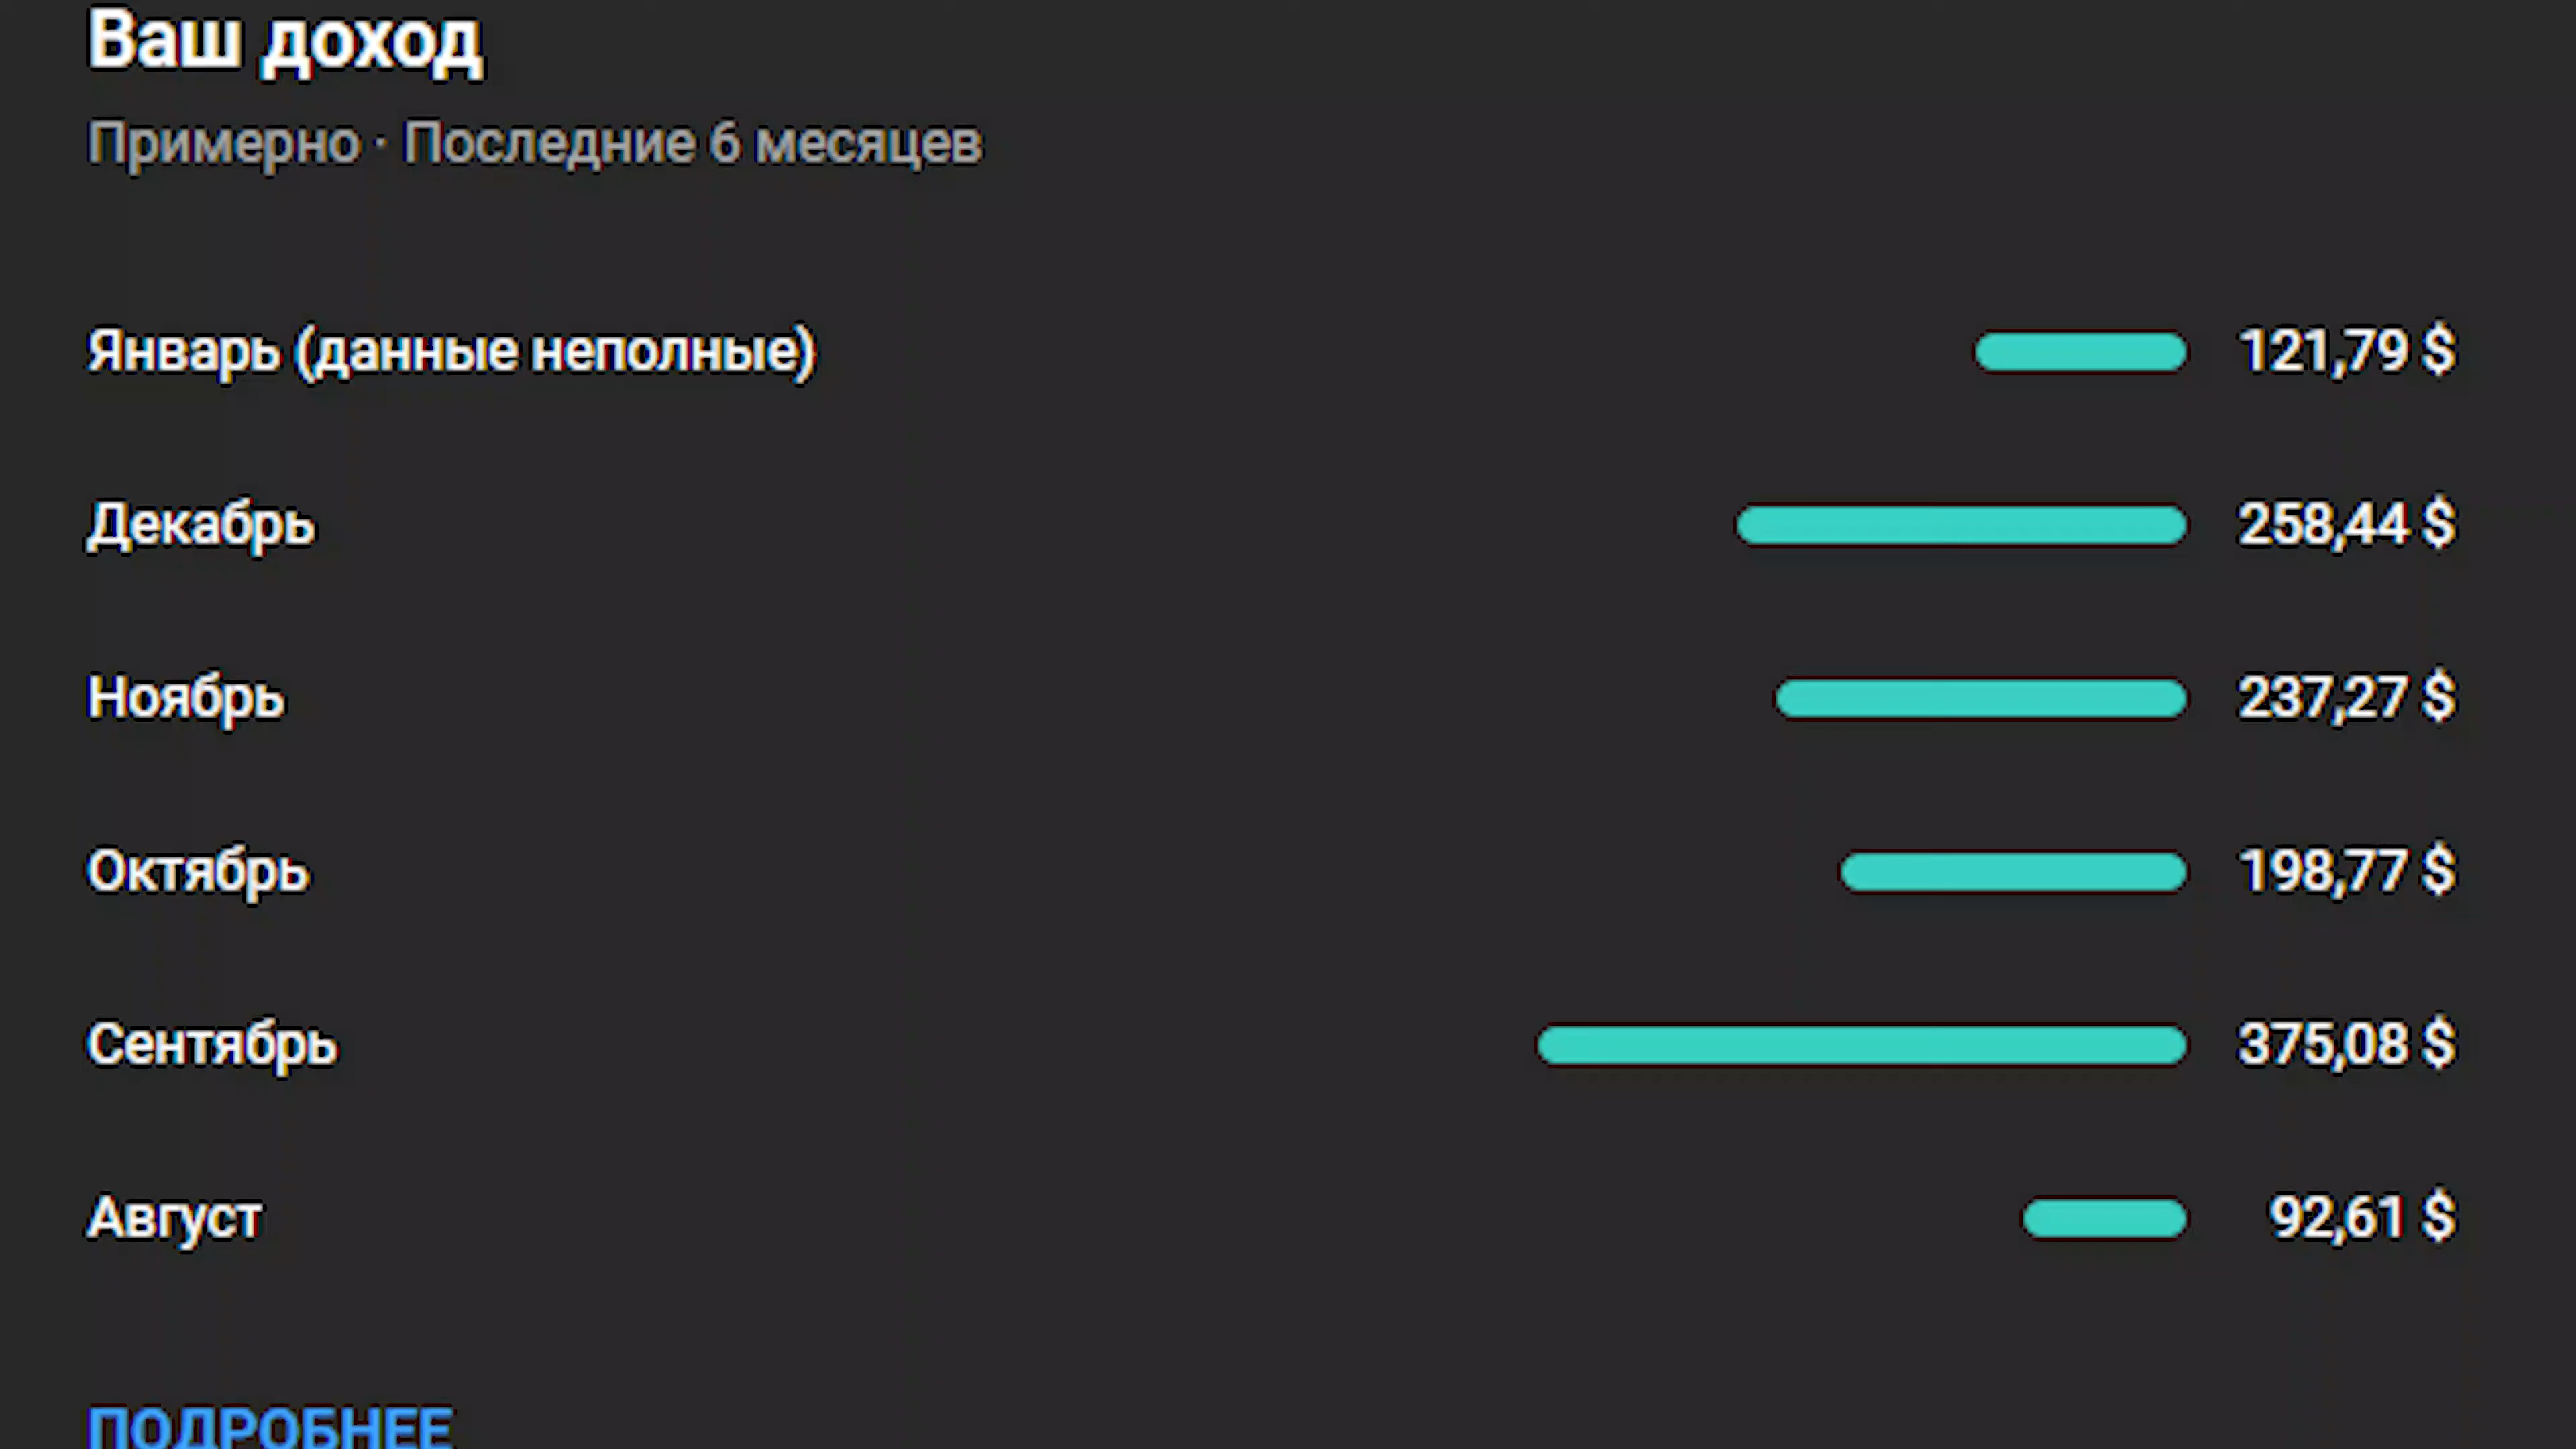 Ваш доход
Примерно · Последние 6 месяцев
Январь (данные неполные) 121,79 $
Декабрь 258,44 $
Ноябрь 237,27 $
Октябрь 198,77 $
Сентябрь 375,08 $
Август 92,61 $
ПОДРОБНЕЕ